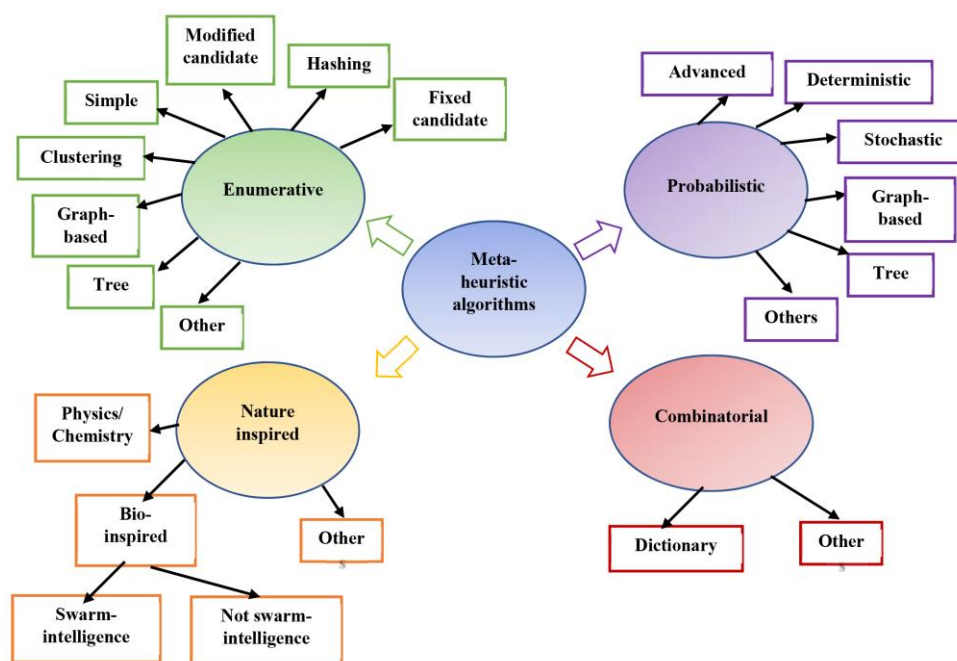 Modified
candidate
Hashing
Simple
Fixed
candidate
Clustering
Enumerative
Graph-
based
Tree
Other
Advanced
Deterministic
Stochastic
Probabilistic
Graph-
based
Tree
Others
Meta-
heuristic
algorithms
Physics/
Chemistry
Nature
inspired
Bio-
inspired
Other
s
Swarm-
intelligence
Not swarm-
intelligence
Combinatorial
Dictionary
Other
s